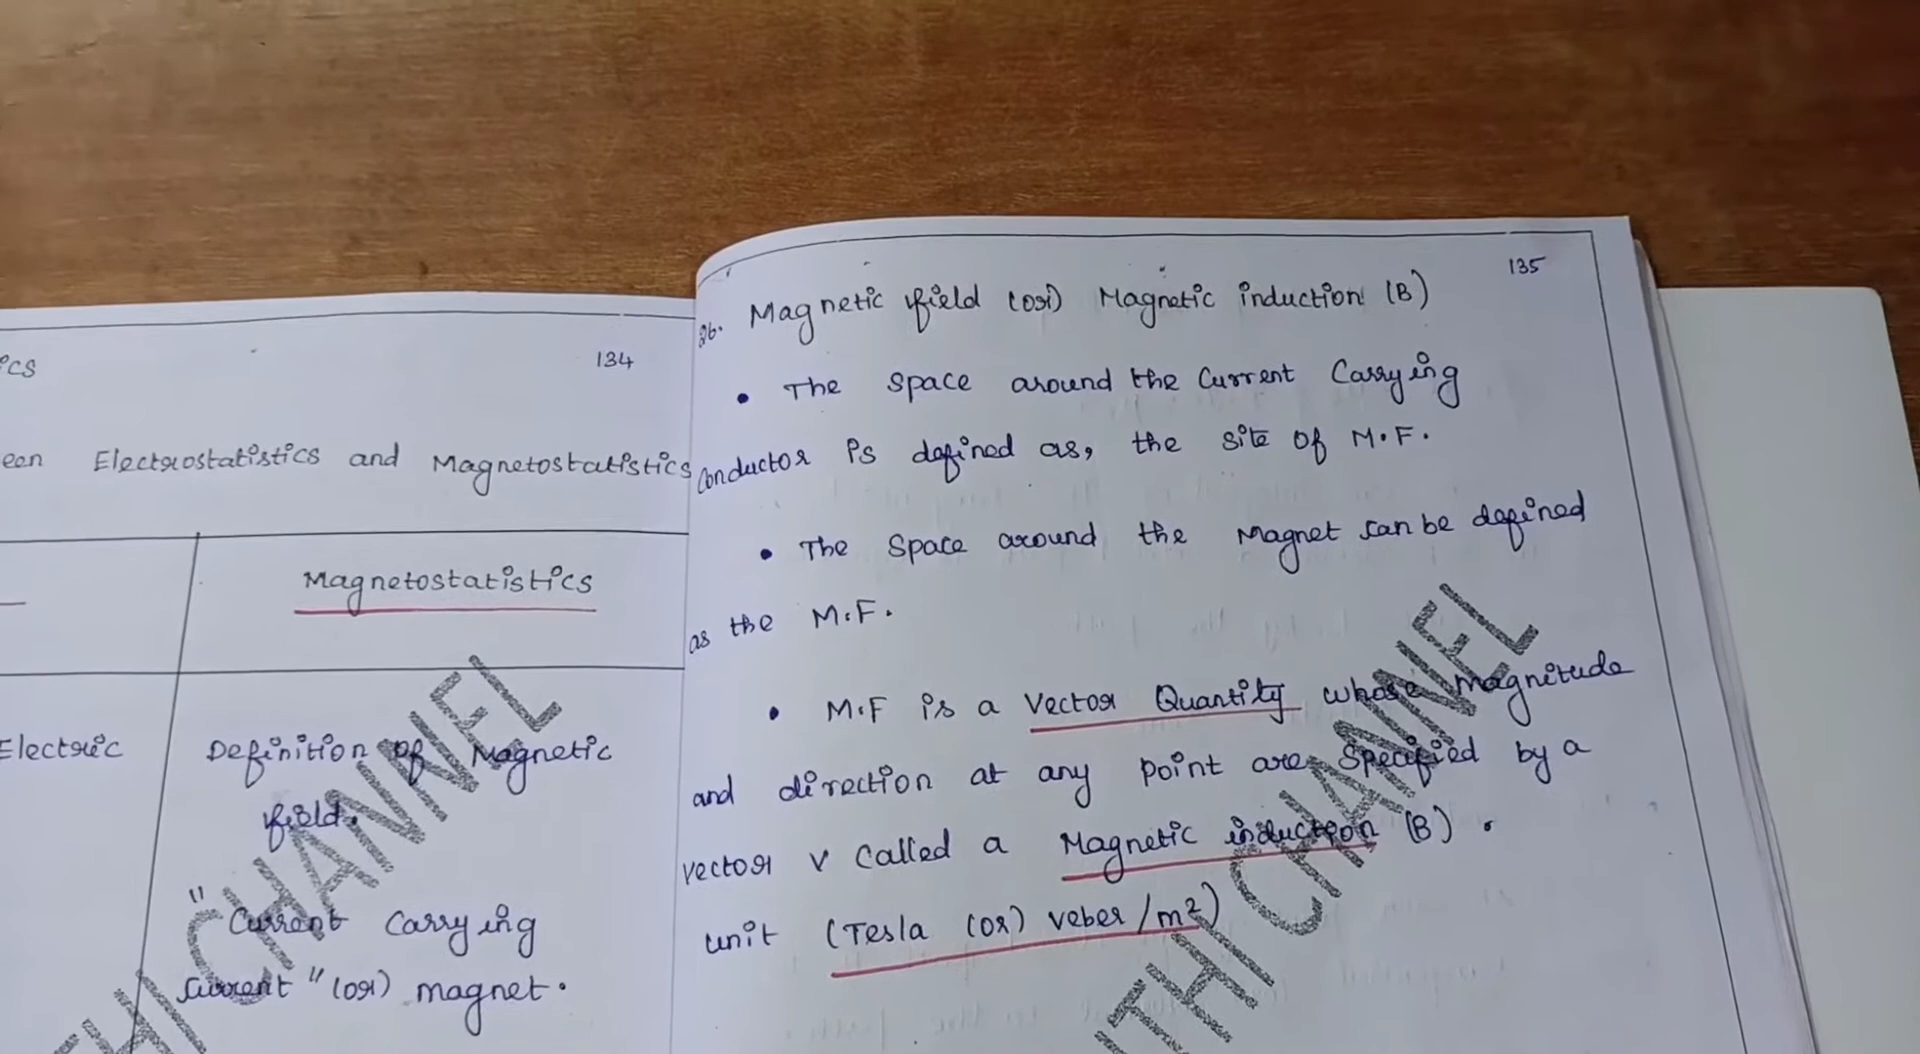 ics
134
een Electrostatistics and Magnetostatistics
Magnetostatistics
Electric
Definition of Magnetic
field.
"Current Carrying
Current" (or) magnet.
THI CHANNEL
135
26. Magnetic field (or) Magnetic induction (B)
• The space around the Current Carrying
Conductor is defined as, the site of M.F.
• The space around the Magnet can be defined
as the M.F.
• M.F is a Vector Quantity whose magnitude
and direction at any point are specified by a
vector V Called a Magnetic induction (B).
unit (Tesla (or) veber/m²)
THI CHANNEL